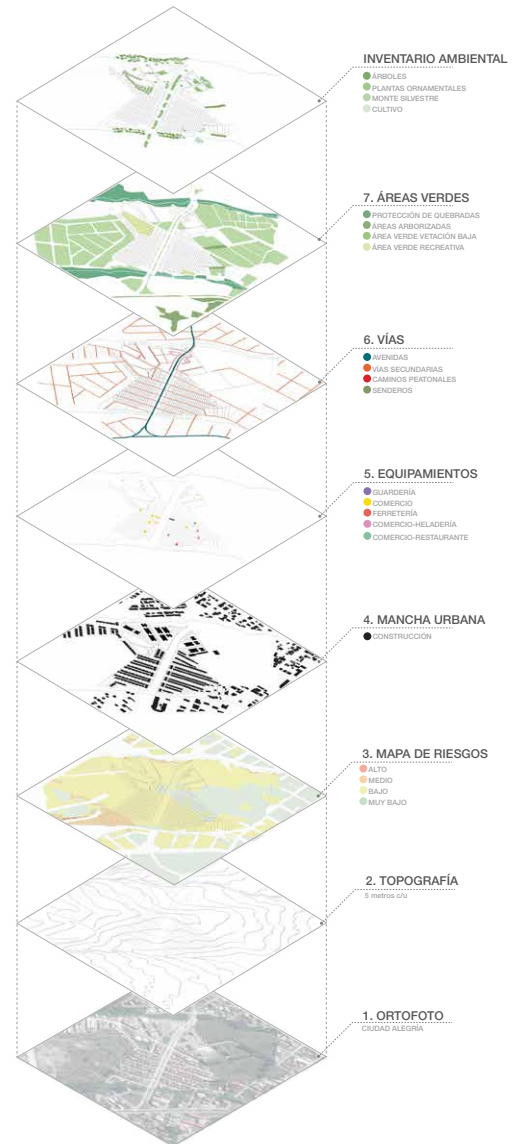 INVENTARIO AMBIENTAL
ÁRBOLES
PLANTAS ORNAMENTALES
MONTE SILVESTRE
CULTIVO
7. ÁREAS VERDES
PROTECCIÓN DE QUEBRADAS
ÁREAS ARBORIZADAS
ÁREA VERDE VETACIÓN BAJA
ÁREA VERDE RECREATIVA
6. VÍAS
AVENIDAS
VÍAS SECUNDARIAS
CAMINOS PEATONALES
SENDEROS
5. EQUIPAMIENTOS
GUARDERÍA
COMERCIO
FERRETERÍA
COMERCIO-HELADERÍA
COMERCIO-RESTAURANTE
4. MANCHA URBANA
CONSTRUCCIÓN
3. MAPA DE RIESGOS
ALTO
MEDIO
BAJO
MUY BAJO
2. TOPOGRAFÍA
5 metros c/u
1. ORTOFOTO
CIUDAD ALEGRÍA